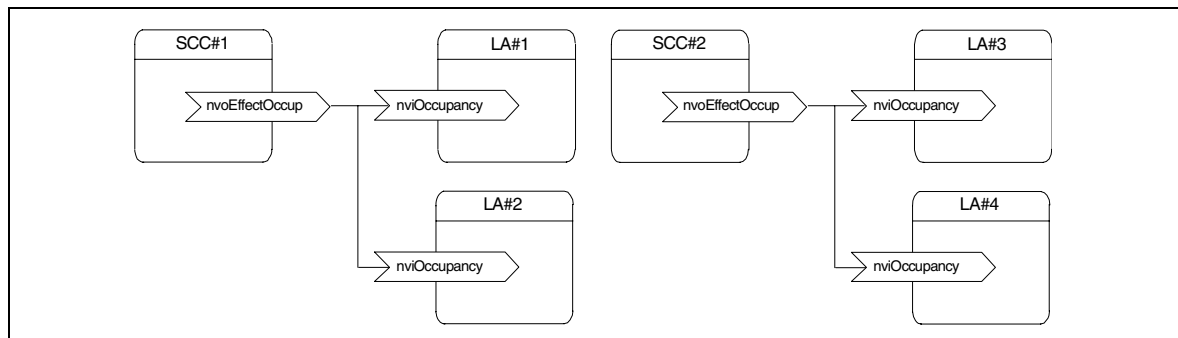 SCC#1
LA#1
SCC#2
LA#3
nvoEffectOccup
nviOccupancy
nvoEffectOccup
nviOccupancy
LA#2
LA#4
nviOccupancy
nviOccupancy